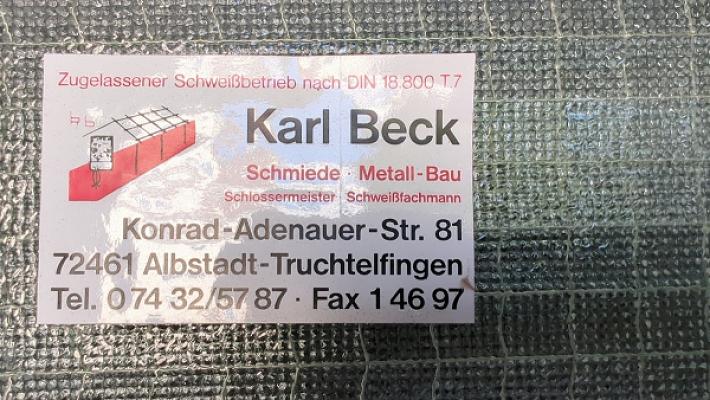 Zugelassener Schweißbetrieb nach DIN 18.800 T.7
Karl Beck
Schmiede · Metall-Bau
Schlossermeister · Schweißfachmann
Konrad-Adenauer-Str. 81
72461 Albstadt-Truchtelfingen
Tel. 0 74 32/57 87 · Fax 1 46 97